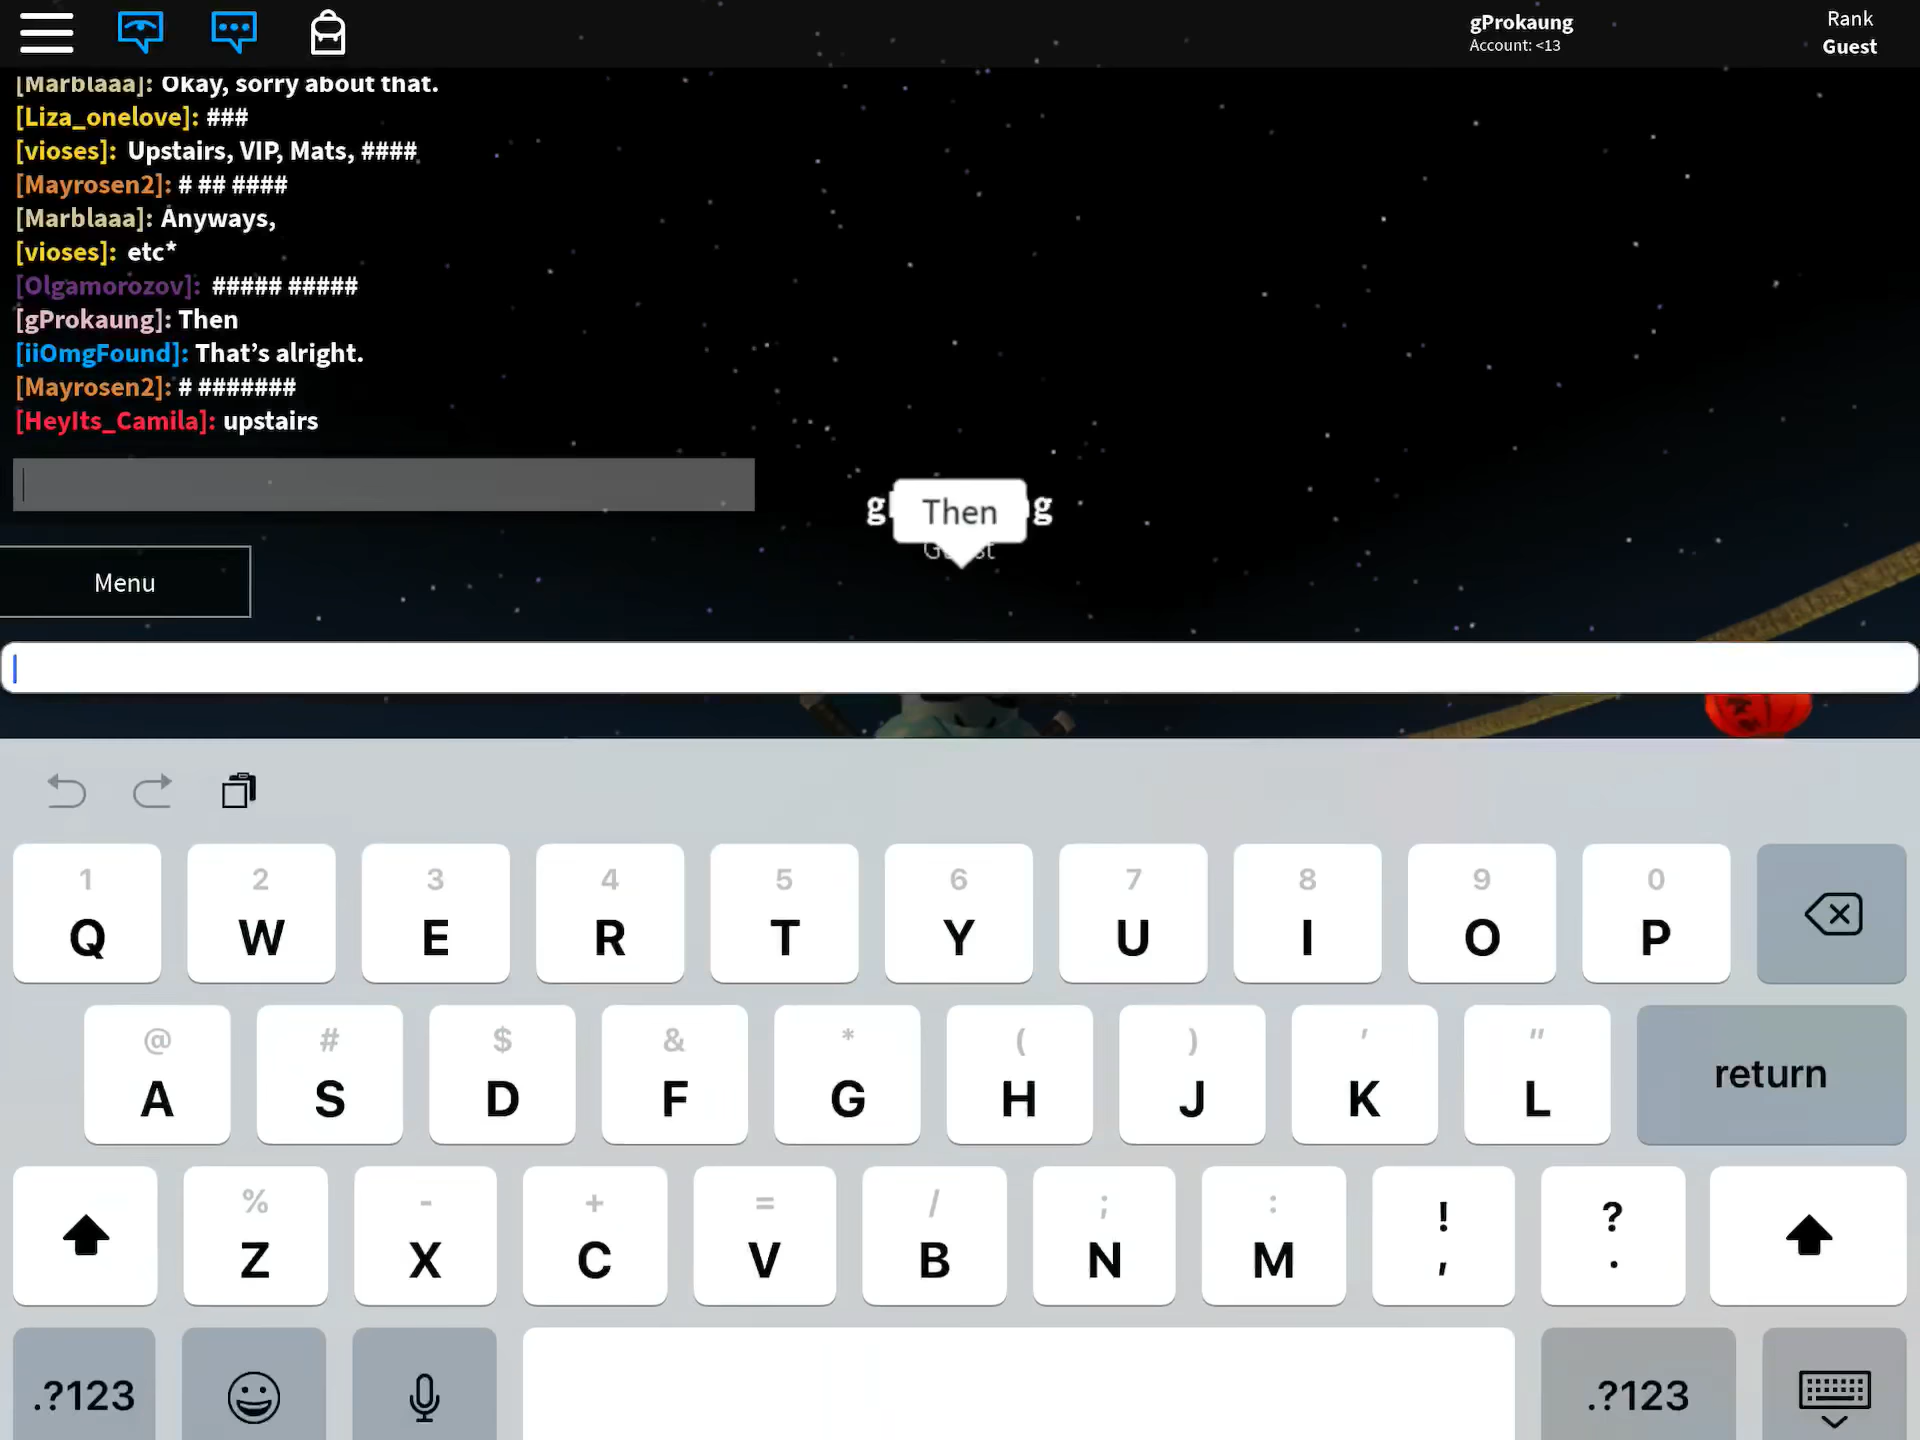 gProkaung
Account: <13
Rank
Guest
[Marblaaa]: Okay, sorry about that.
[Liza_onelove]: ###
[vioses]: Upstairs, VIP, Mats, ####
[Mayrosen2]: # ## ####
[Marblaaa]: Anyways,
[vioses]: etc*
[Olgamorozov]: ##### #####
[gProkaung]: Then
[iiOmgFound]: That's alright.
[Mayrosen2]: # #######
[HeyIts_Camila]: upstairs
g Then g
Menu
1 2 3 4 5 6 7 8 9 0
Q W E R T Y U I O P
@ # $ & * ( ) ' "
A S D F G H J K L return
% - + = / ; : ! ?
Z X C V B N M , .
.?123 .?123